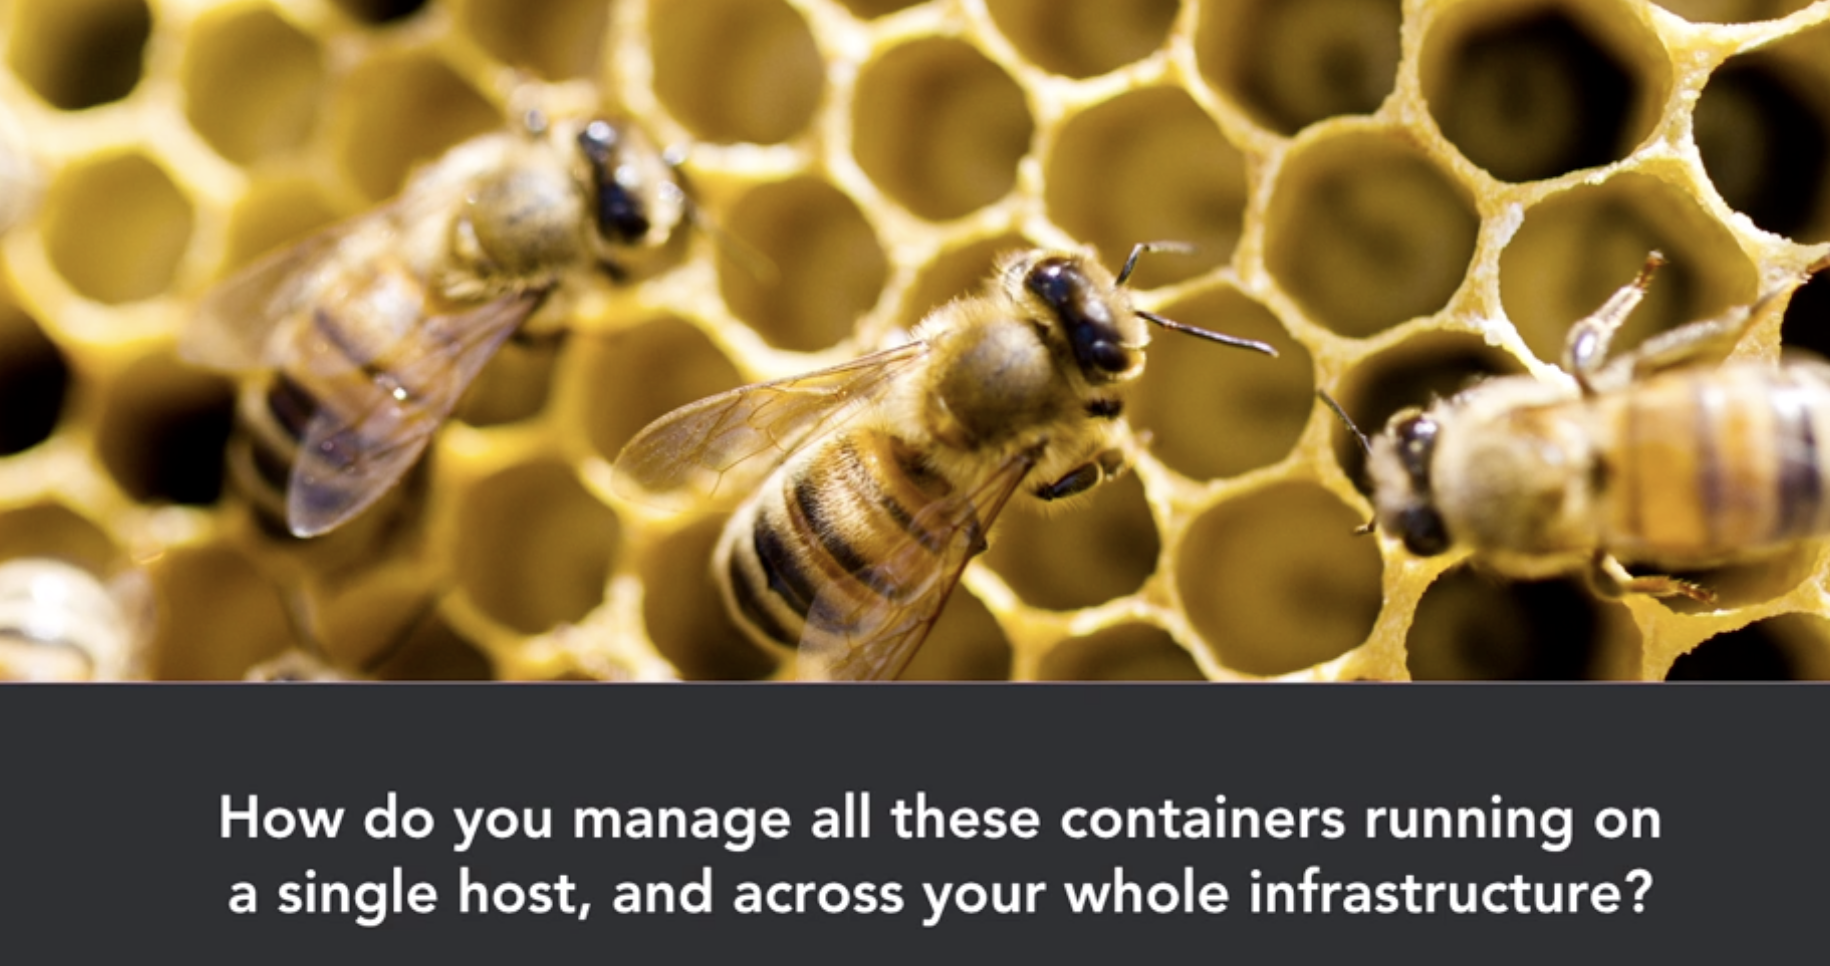 How do you manage all these containers running on
a single host, and across your whole infrastructure?